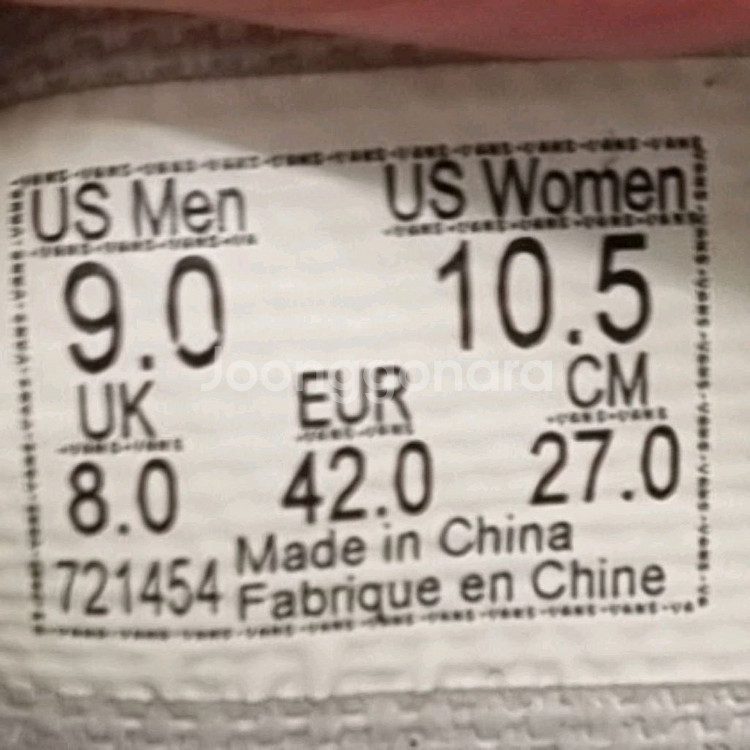 US Men US Women
9.0 10.5
UK EUR CM
8.0 42.0 27.0
721454 Made in China
Fabrique en Chine
Joonggonara